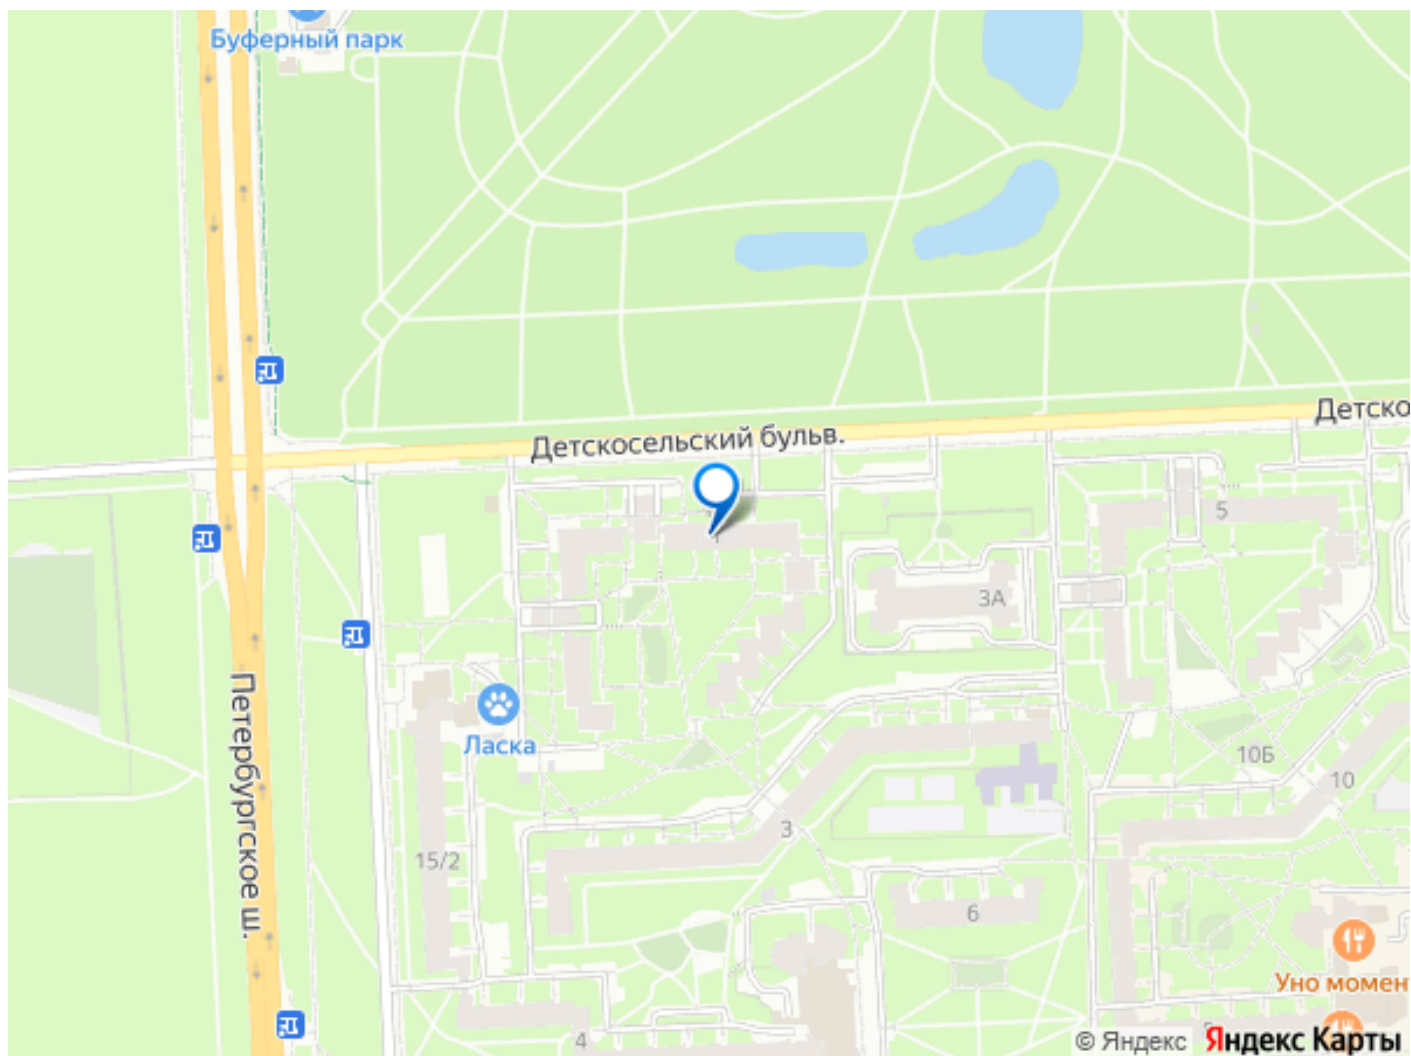 Буферный парк
Детскосельский бульв.
Детско
5
3А
Петербургское ш.
Ласка
10Б
10
3
15/2
6
Уно момен
4
© Яндекс Яндекс Карты